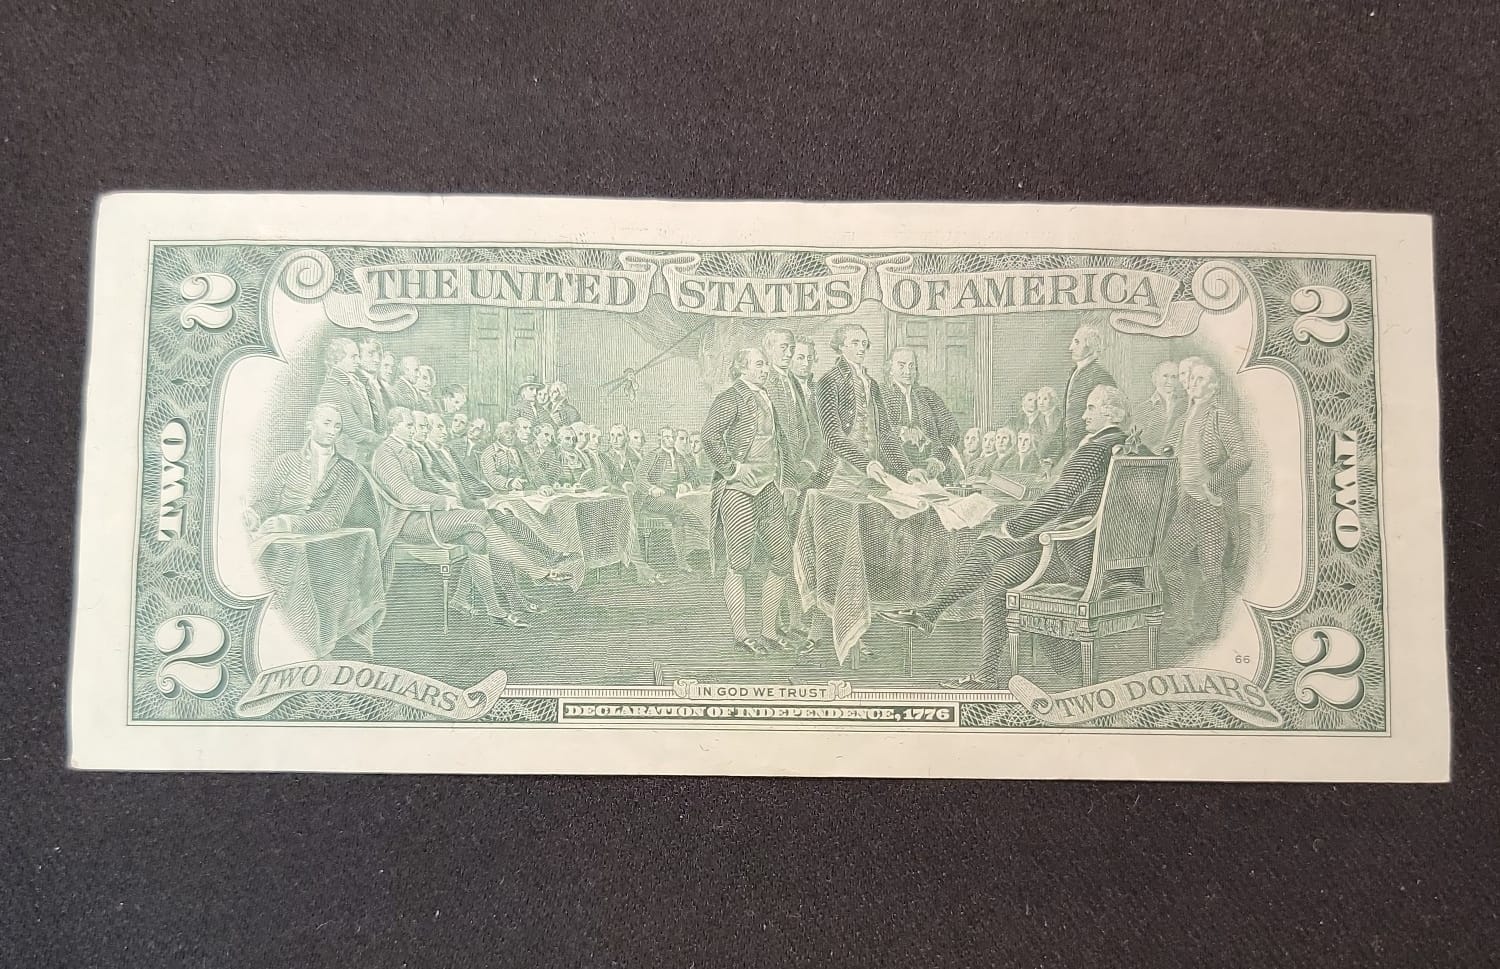 2
THE UNITED STATES OF AMERICA
2
TWO
TWO
2
TWO DOLLARS
IN GOD WE TRUST
DECLARATION OF INDEPENDENCE, 1776
66
TWO DOLLARS
2